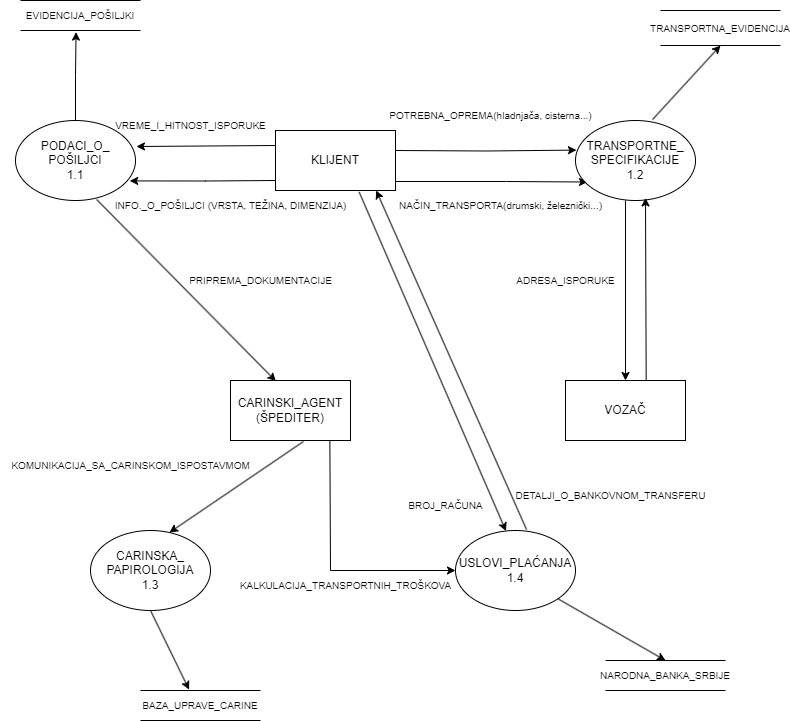 EVIDENCIJA_POŠILJKI
TRANSPORTNA_EVIDENCIJA
POTREBNA_OPREMA(hladnjača, cisterna...)
VREME_I_HITNOST_ISPORUKE
PODACI_O_
POŠILJCI
1.1
KLIJENT
TRANSPORTNE_
SPECIFIKACIJE
1.2
INFO._O_POŠILJCI (VRSTA, TEŽINA, DIMENZIJA)
NAČIN_TRANSPORTA(drumski, železnički...)
PRIPREMA_DOKUMENTACIJE
ADRESA_ISPORUKE
CARINSKI_AGENT
(ŠPEDITER)
VOZAČ
KOMUNIKACIJA_SA_CARINSKOM_ISPOSTAVMOM
DETALJI_O_BANKOVNOM_TRANSFERU
BROJ_RAČUNA
CARINSKA_
PAPIROLOGIJA
1.3
USLOVI_PLAĆANJA
1.4
KALKULACIJA_TRANSPORTNIH_TROŠKOVA
NARODNA_BANKA_SRBIJE
BAZA_UPRAVE_CARINE